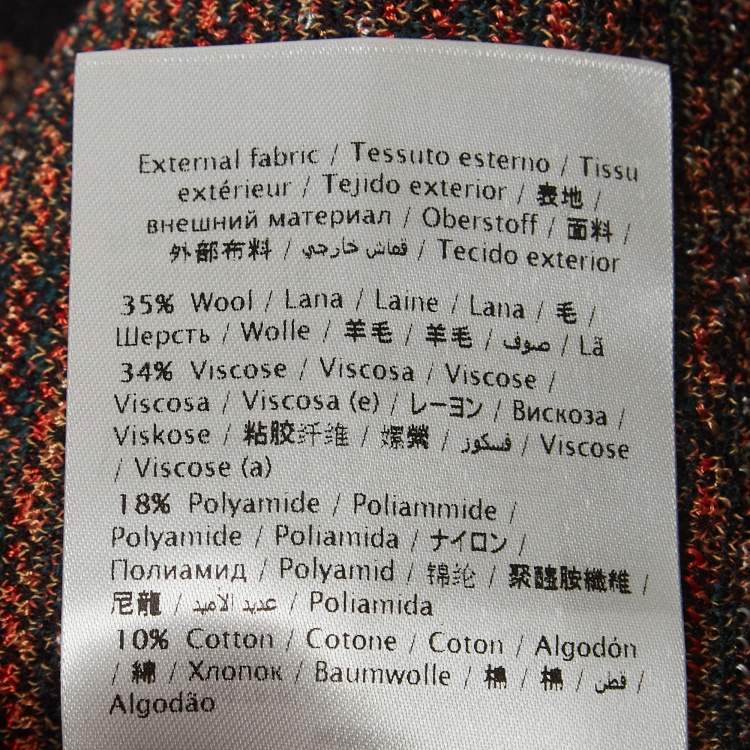 External fabric / Tessuto esterno / Tissu
extérieur / Tejido exterior / 表地 /
внешний материал / Oberstoff / 面料 /
外部布料 / قماش خارجي / Tecido exterior
35% Wool / Lana / Laine / Lana / 毛 /
Шерсть / Wolle / 羊毛 / 羊毛 / صوف / Lã
34% Viscose / Viscosa / Viscose /
Viscosa / Viscosa (e) / レーヨン / Вискоза /
Viskose / 粘胶纤维 / 嫘縈 / فسكوز / Viscose
/ Viscose (a)
18% Polyamide / Poliammide /
Polyamide / Poliamida / ナイロン /
Полиамид / Polyamid / 锦纶 / 聚醯胺纖維 /
尼龍 / عديد الاميد / Poliamida
10% Cotton / Cotone / Coton / Algodón
/ 綿 / Хлопок / Baumwolle / 棉 / 棉 / قطن /
Algodão